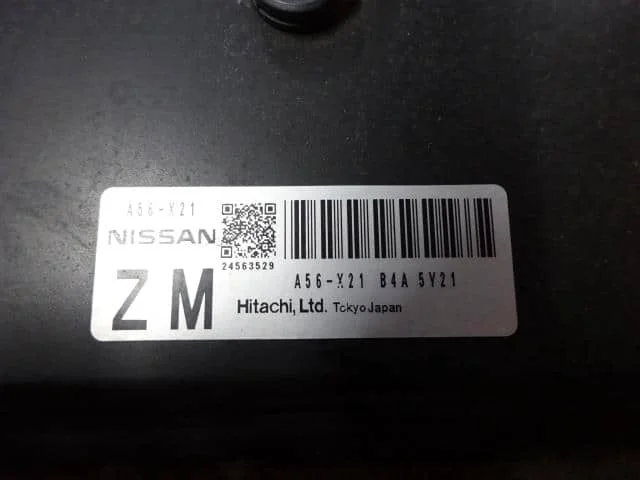 A56-X21
NISSAN
24563529
ZM
A56-X21 B4A 5Y21
Hitachi, Ltd. Tokyo Japan